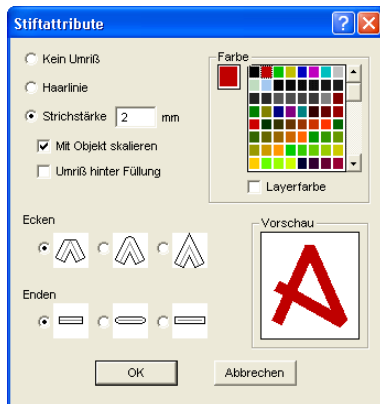 Stiftattribute
Kein Umriß
Haarlinie
Strichstärke 2 mm
Mit Objekt skalieren
Umriß hinter Füllung
Farbe
Layerfarbe
Ecken
Enden
Vorschau
OK
Abbrechen